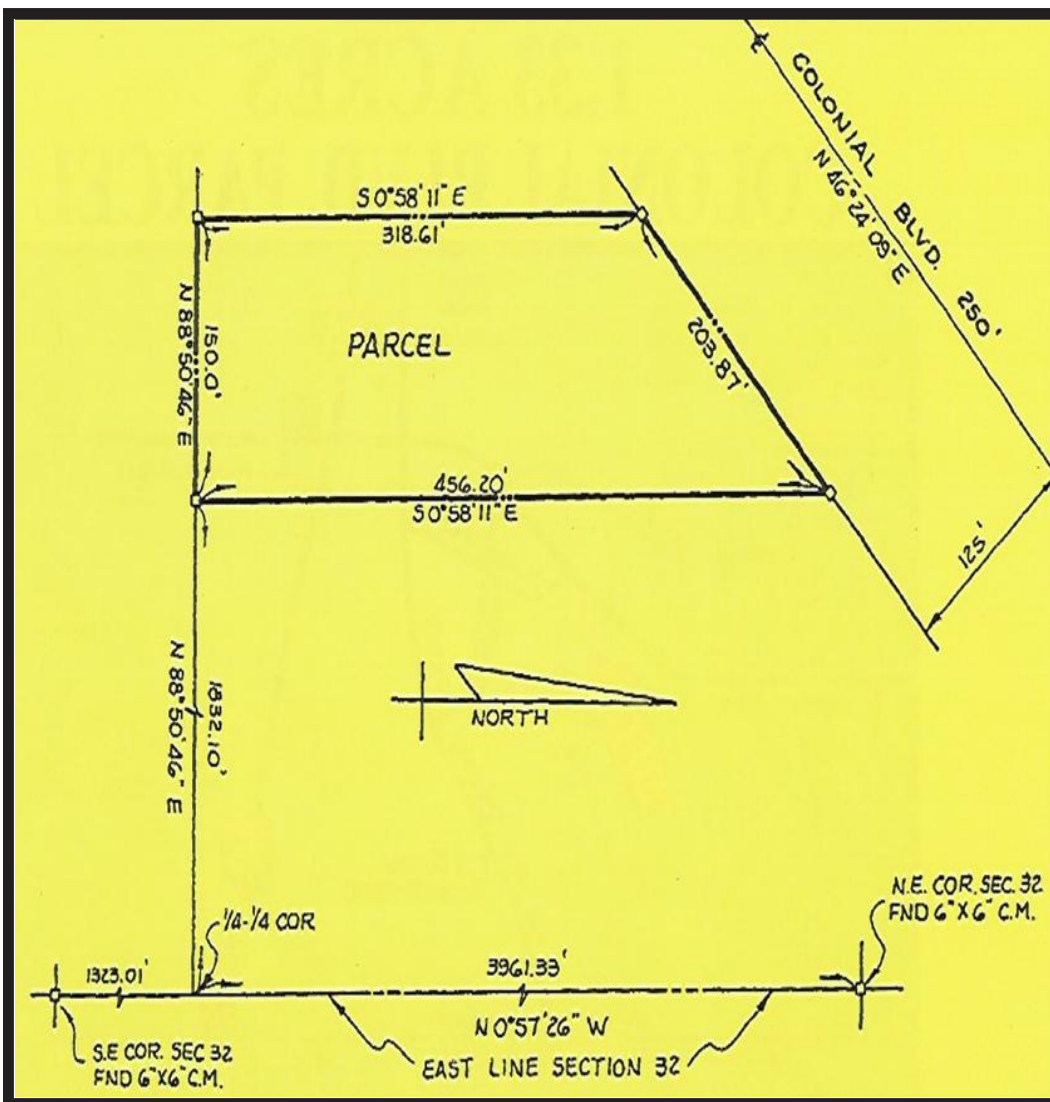 COLONIAL BLVD. 250'
N 46° 24' 09" E
S 0°58'11" E
318.61'
N 88°50'46" E
150.0'
PARCEL
203.87'
456.20'
S 0°58'11" E
125'
N 88°50'46" E
1832.10'
NORTH
N.E. COR. SEC. 32
FND 6"X6" C.M.
1/4-1/4 COR
1323.01'
3961.33'
N 0°57'26" W
S.E COR. SEC 32
FND 6"X6" C.M.
EAST LINE SECTION 32